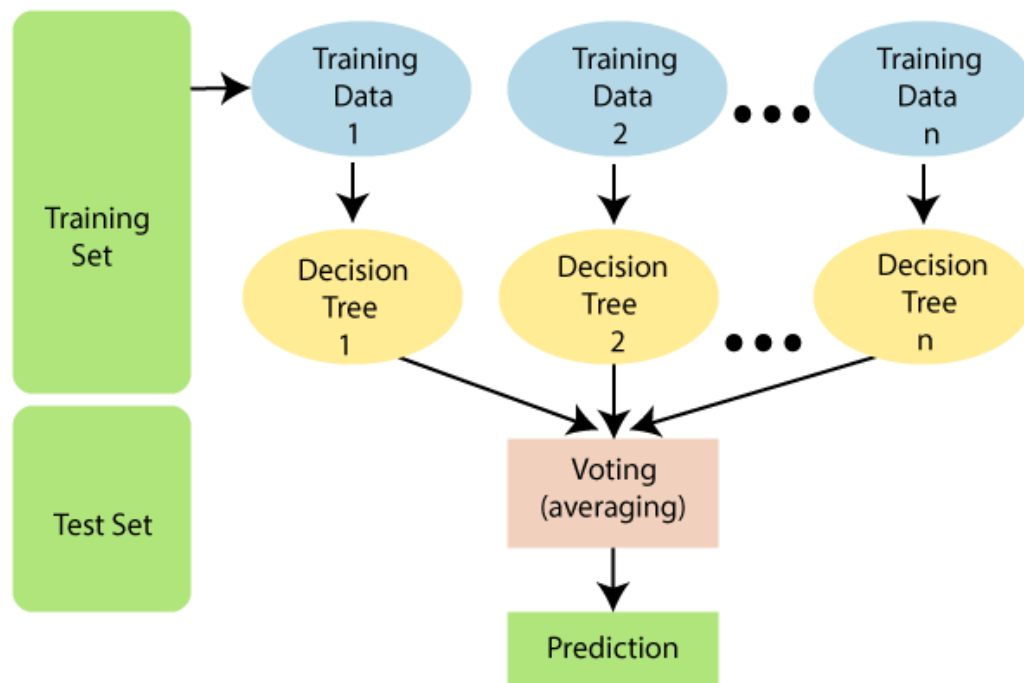 Training
Set
Training
Data
1
Training
Data
2
Training
Data
n
Decision
Tree
1
Decision
Tree
2
Decision
Tree
n
Test Set
Voting
(averaging)
Prediction